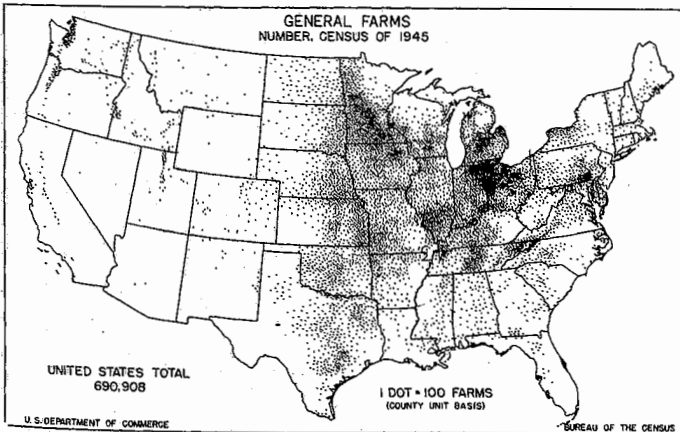 GENERAL FARMS
NUMBER, CENSUS OF 1945
UNITED STATES TOTAL
690,908
1 DOT = 100 FARMS
(COUNTY UNIT BASIS)
U. S. DEPARTMENT OF COMMERCE
BUREAU OF THE CENSUS